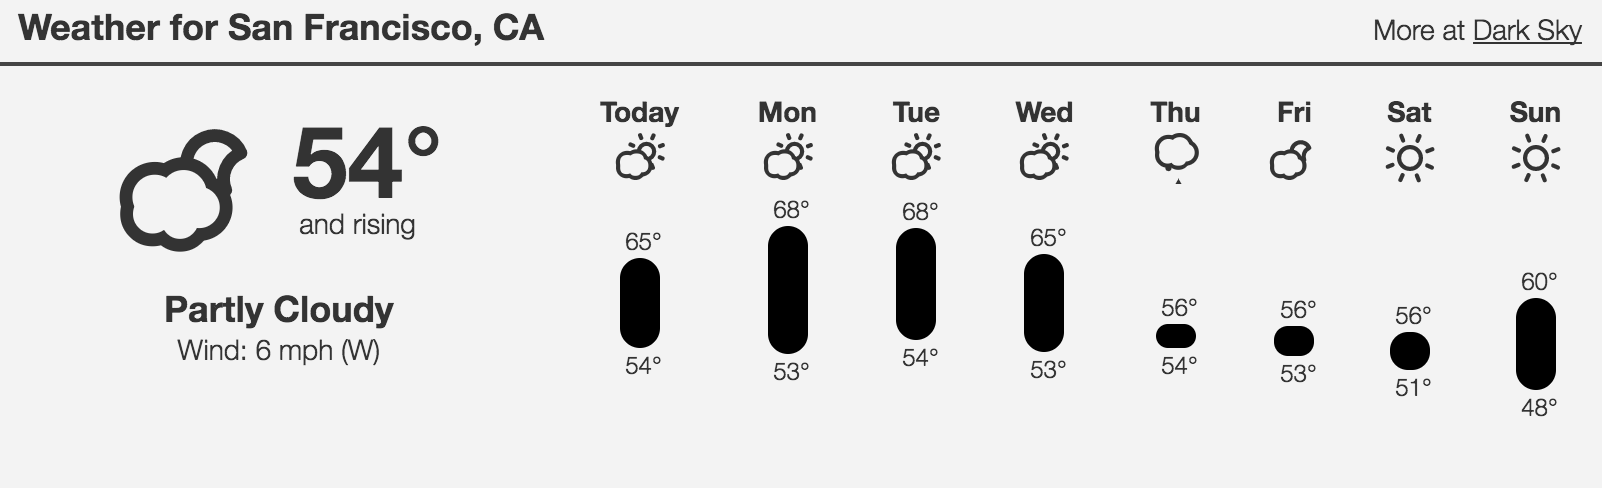 Weather for San Francisco, CA
More at Dark Sky
54°
and rising
Partly Cloudy
Wind: 6 mph (W)
Today
65°
54°
Mon
68°
53°
Tue
68°
54°
Wed
65°
53°
Thu
56°
54°
Fri
56°
53°
Sat
56°
51°
Sun
60°
48°